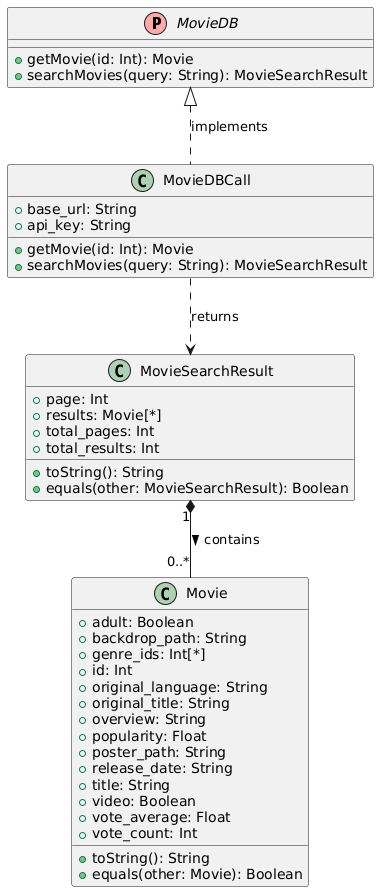 P MovieDB
getMovie(id: Int): Movie
searchMovies(query: String): MovieSearchResult
implements
C MovieDBCall
base_url: String
api_key: String
getMovie(id: Int): Movie
searchMovies(query: String): MovieSearchResult
returns
C MovieSearchResult
page: Int
results: Movie[*]
total_pages: Int
total_results: Int
toString(): String
equals(other: MovieSearchResult): Boolean
1
contains
0..*
C Movie
adult: Boolean
backdrop_path: String
genre_ids: Int[*]
id: Int
original_language: String
original_title: String
overview: String
popularity: Float
poster_path: String
release_date: String
title: String
video: Boolean
vote_average: Float
vote_count: Int
toString(): String
equals(other: Movie): Boolean